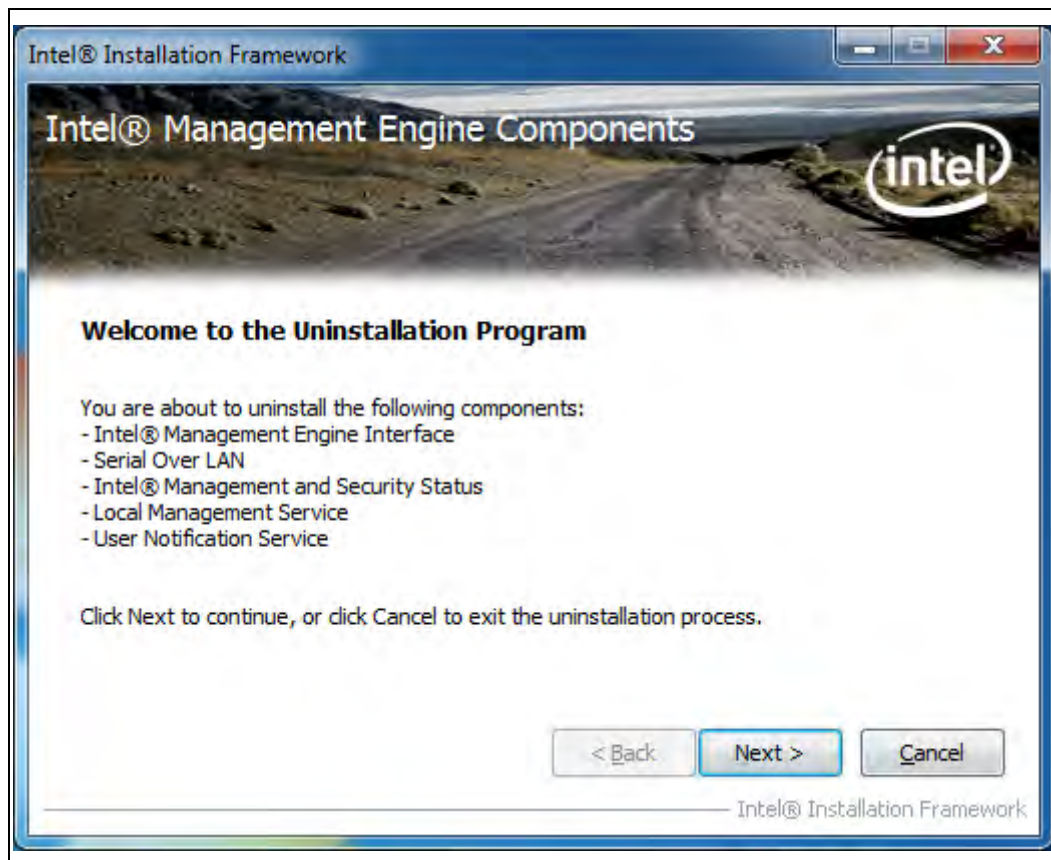 Intel® Installation Framework
Intel® Management Engine Components
intel
Welcome to the Uninstallation Program
You are about to uninstall the following components:
- Intel® Management Engine Interface
- Serial Over LAN
- Intel® Management and Security Status
- Local Management Service
- User Notification Service
Click Next to continue, or click Cancel to exit the uninstallation process.
< Back Next > Cancel
Intel® Installation Framework